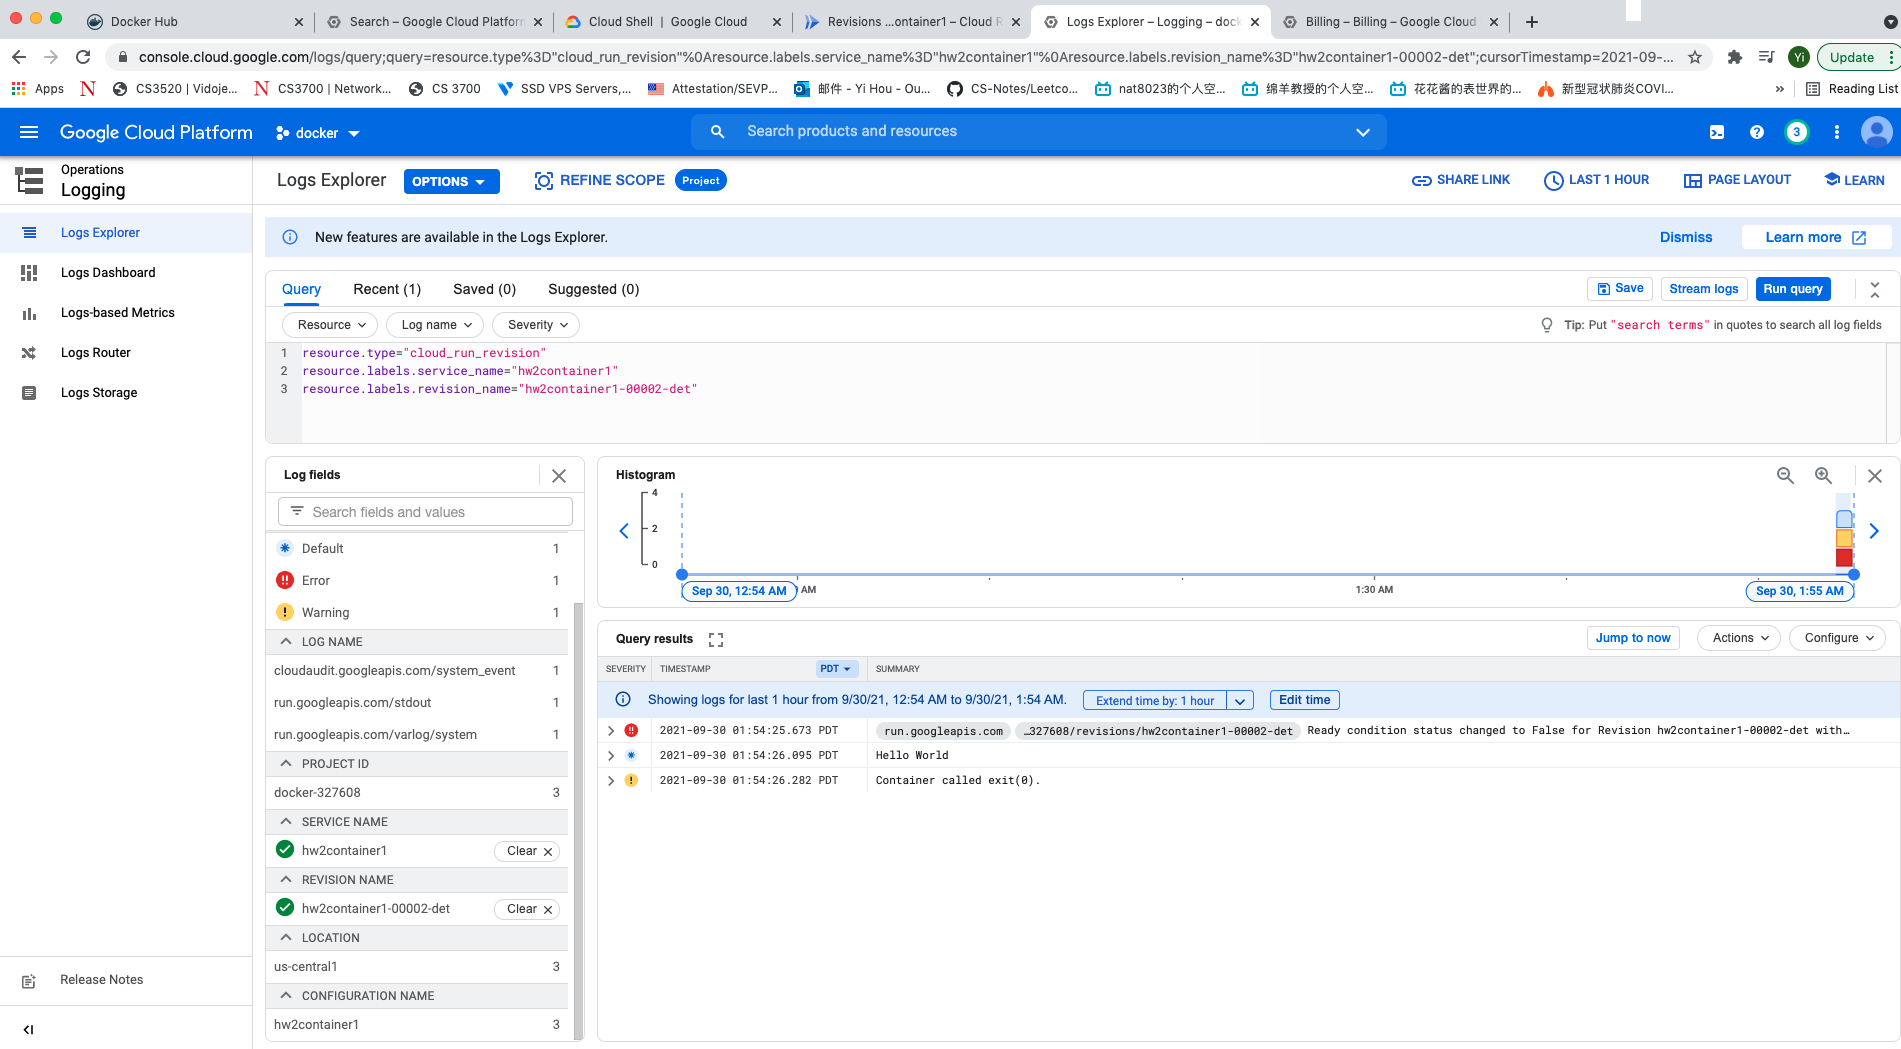 Docker Hub
Search – Google Cloud Platform
Cloud Shell | Google Cloud
Revisions ...ontainer1 – Cloud R
Logs Explorer – Logging – dock
Billing – Billing – Google Cloud
console.cloud.google.com/logs/query;query=resource.type%3D"cloud_run_revision"%0Aresource.labels.service_name%3D"hw2container1"%0Aresource.labels.revision_name%3D"hw2container1-00002-det";cursorTimestamp=2021-09-...
Yi
Update
Apps
CS3520 | Vidoje...
CS3700 | Network...
CS 3700
SSD VPS Servers,...
Attestation/SEVP...
邮件 - Yi Hou - Ou...
CS-Notes/Leetco...
nat8023的个人空...
绵羊教授的个人空...
花花酱的表世界的...
新型冠状肺炎COVI...
»
Reading List
Google Cloud Platform
docker
Search products and resources
3
Operations
Logging
Logs Explorer
OPTIONS
REFINE SCOPE
Project
SHARE LINK
LAST 1 HOUR
PAGE LAYOUT
LEARN
Logs Explorer
Logs Dashboard
Logs-based Metrics
Logs Router
Logs Storage
Release Notes
New features are available in the Logs Explorer.
Dismiss
Learn more
Query
Recent (1)
Saved (0)
Suggested (0)
Save
Stream logs
Run query
Resource
Log name
Severity
Tip: Put "search terms" in quotes to search all log fields
1 resource.type="cloud_run_revision"
2 resource.labels.service_name="hw2container1"
3 resource.labels.revision_name="hw2container1-00002-det"
Log fields
Search fields and values
Default 1
Error 1
Warning 1
LOG NAME
cloudaudit.googleapis.com/system_event 1
run.googleapis.com/stdout 1
run.googleapis.com/varlog/system 1
PROJECT ID
docker-327608 3
SERVICE NAME
hw2container1 Clear
REVISION NAME
hw2container1-00002-det Clear
LOCATION
us-central1 3
CONFIGURATION NAME
hw2container1 3
Histogram
4
2
0
Sep 30, 12:54 AM
AM
1:30 AM
Sep 30, 1:55 AM
Query results
Jump to now
Actions
Configure
SEVERITY
TIMESTAMP
PDT
SUMMARY
Showing logs for last 1 hour from 9/30/21, 12:54 AM to 9/30/21, 1:54 AM.
Extend time by: 1 hour
Edit time
2021-09-30 01:54:25.673 PDT run.googleapis.com …327608/revisions/hw2container1-00002-det Ready condition status changed to False for Revision hw2container1-00002-det with…
2021-09-30 01:54:26.095 PDT Hello World
2021-09-30 01:54:26.282 PDT Container called exit(0).